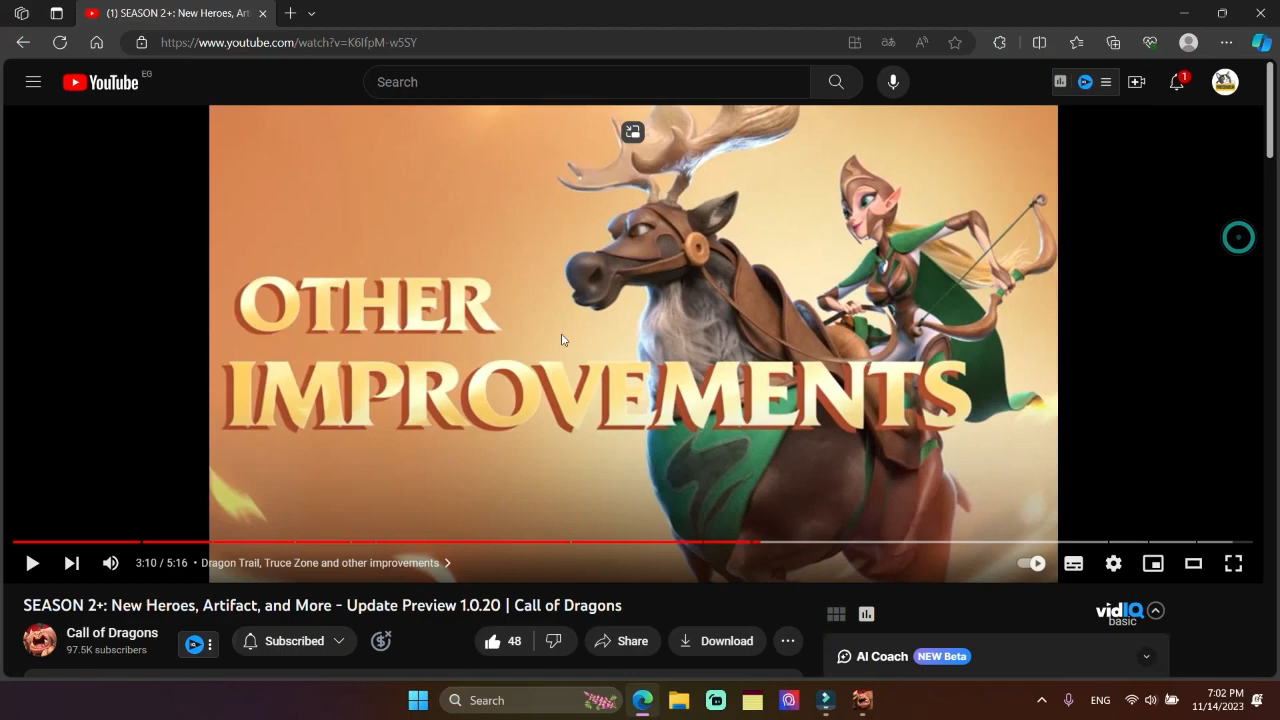 (1) SEASON 2+: New Heroes, Art
https://www.youtube.com/watch?v=K6IfpM-w5SY
YouTube EG
Search
1
OTHER
IMPROVEMENTS
3:10 / 5:16 • Dragon Trail, Truce Zone and other improvements
SEASON 2+: New Heroes, Artifact, and More - Update Preview 1.0.20 | Call of Dragons
Call of Dragons
97.5K subscribers
Subscribed
48
Share
Download
vidIQ
basic
AI Coach NEW Beta
Search
ENG
7:02 PM
11/14/2023